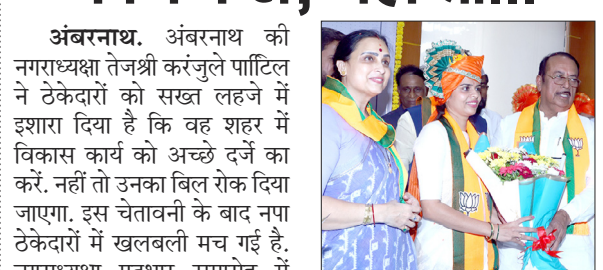 अंबरनाथ. अंबरनाथ की
नगराध्यक्षा तेजश्री करंजुले पाटिल
ने ठेकेदारों को सख्त लहजे में
इशारा दिया है कि वह शहर में
विकास कार्य को अच्छे दर्जे का
करें. नहीं तो उनका बिल रोक दिया
जाएगा. इस चेतावनी के बाद नपा
ठेकेदारों में खलबली मच गई है.